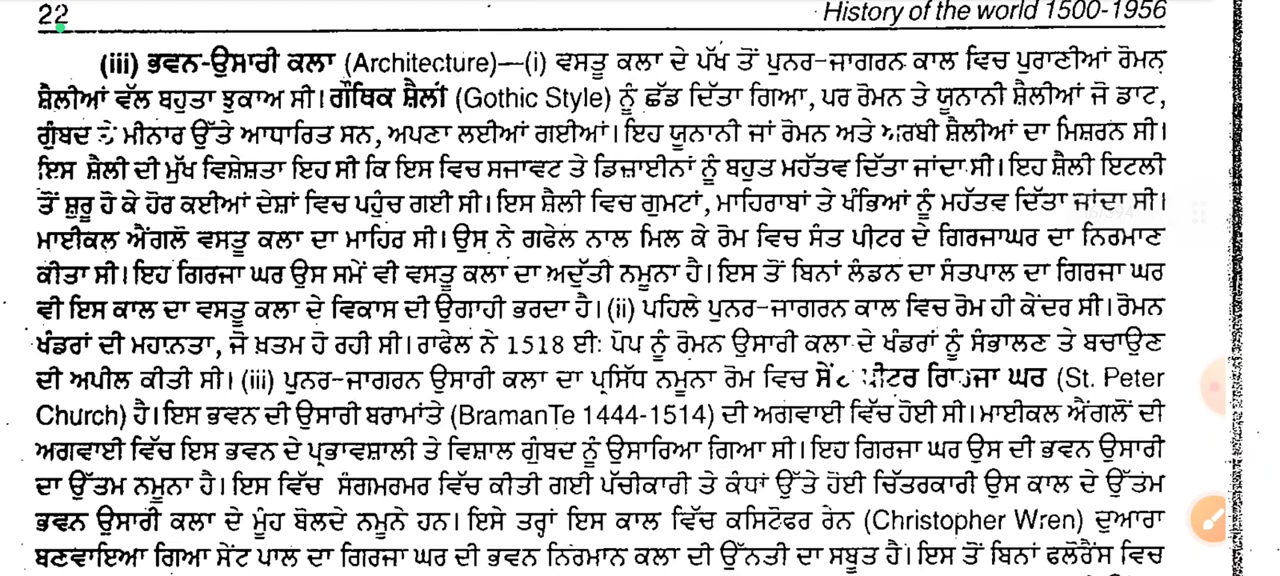 22
History of the world 1500-1956
(iii) ਭਵਨ-ਉਸਾਰੀ ਕਲਾ (Architecture)—(i) ਵਸਤੂ ਕਲਾ ਦੇ ਪੱਖ ਤੋਂ ਪੁਨਰ-ਜਾਗਰਨ ਕਾਲ ਵਿਚ ਪੁਰਾਣੀਆਂ ਰੋਮਨ
ਸ਼ੈਲੀਆਂ ਵੱਲ ਬਹੁਤਾ ਝੁਕਾਅ ਸੀ। ਗੌਥਿਕ ਸ਼ੈਲੀ (Gothic Style) ਨੂੰ ਛੱਡ ਦਿੱਤਾ ਗਿਆ, ਪਰ ਰੋਮਨ ਤੇ ਯੂਨਾਨੀ ਸ਼ੈਲੀਆਂ ਜੋ ਡਾਟ,
ਗੁੰਬਦ ਤੇ ਮੀਨਾਰ ਉੱਤੇ ਆਧਾਰਿਤ ਸਨ, ਅਪਣਾ ਲਈਆਂ ਗਈਆਂ। ਇਹ ਯੂਨਾਨੀ ਜਾਂ ਰੋਮਨ ਅਤੇ ਅਰਬੀ ਸ਼ੈਲੀਆਂ ਦਾ ਮਿਸ਼ਰਨ ਸੀ।
ਇਸ ਸ਼ੈਲੀ ਦੀ ਮੁੱਖ ਵਿਸ਼ੇਸ਼ਤਾ ਇਹ ਸੀ ਕਿ ਇਸ ਵਿਚ ਸਜਾਵਟ ਤੇ ਡਿਜ਼ਾਈਨਾਂ ਨੂੰ ਬਹੁਤ ਮਹੱਤਵ ਦਿੱਤਾ ਜਾਂਦਾ ਸੀ। ਇਹ ਸ਼ੈਲੀ ਇਟਲੀ
ਤੋਂ ਸ਼ੁਰੂ ਹੋ ਕੇ ਹੋਰ ਕਈਆਂ ਦੇਸ਼ਾਂ ਵਿਚ ਪਹੁੰਚ ਗਈ ਸੀ। ਇਸ ਸ਼ੈਲੀ ਵਿਚ ਗੁਮਟਾਂ, ਮਾਹਿਰਾਬਾਂ ਤੇ ਖੰਭਿਆਂ ਨੂੰ ਮਹੱਤਵ ਦਿੱਤਾ ਜਾਂਦਾ ਸੀ।
ਮਾਈਕਲ ਐਂਗਲੋ ਵਸਤੂ ਕਲਾ ਦਾ ਮਾਹਿਰ ਸੀ। ਉਸ ਨੇ ਗਫੇਲ ਨਾਲ ਮਿਲ ਕੇ ਰੋਮ ਵਿਚ ਸੰਤ ਪੀਟਰ ਦੇ ਗਿਰਜਾਘਰ ਦਾ ਨਿਰਮਾਣ
ਕੀਤਾ ਸੀ। ਇਹ ਗਿਰਜਾ ਘਰ ਉਸ ਸਮੇਂ ਵੀ ਵਸਤੂ ਕਲਾ ਦਾ ਅਦੁੱਤੀ ਨਮੂਨਾ ਹੈ। ਇਸ ਤੋਂ ਬਿਨਾਂ ਲੰਡਨ ਦਾ ਸੰਤਪਾਲ ਦਾ ਗਿਰਜਾ ਘਰ
ਵੀ ਇਸ ਕਾਲ ਦਾ ਵਸਤੂ ਕਲਾ ਦੇ ਵਿਕਾਸ ਦੀ ਉਗਾਹੀ ਭਰਦਾ ਹੈ। (ii) ਪਹਿਲੇ ਪੁਨਰ-ਜਾਗਰਨ ਕਾਲ ਵਿਚ ਰੋਮ ਹੀ ਕੇਂਦਰ ਸੀ। ਰੋਮਨ
ਖੰਡਰਾਂ ਦੀ ਮਹਾਨਤਾ, ਜੋ ਖ਼ਤਮ ਹੋ ਰਹੀ ਸੀ। ਰਾਫੇਲ ਨੇ 1518 ਈ: ਪੋਪ ਨੂੰ ਰੋਮਨ ਉਸਾਰੀ ਕਲਾ ਦੇ ਖੰਡਰਾਂ ਨੂੰ ਸੰਭਾਲਣ ਤੇ ਬਚਾਉਣ
ਦੀ ਅਪੀਲ ਕੀਤੀ ਸੀ। (iii) ਪੁਨਰ-ਜਾਗਰਨ ਉਸਾਰੀ ਕਲਾ ਦਾ ਪ੍ਰਸਿੱਧ ਨਮੂਨਾ ਰੋਮ ਵਿਚ ਸੇਂਟ ਪੀਟਰ ਗਿਰਜਾ ਘਰ (St. Peter
Church) ਹੈ। ਇਸ ਭਵਨ ਦੀ ਉਸਾਰੀ ਬਰਾਮਾਂਤੇ (BramanTe 1444-1514) ਦੀ ਅਗਵਾਈ ਵਿੱਚ ਹੋਈ ਸੀ। ਮਾਈਕਲ ਐਂਗਲੋਂ ਦੀ
ਅਗਵਾਈ ਵਿੱਚ ਇਸ ਭਵਨ ਦੇ ਪ੍ਰਭਾਵਸ਼ਾਲੀ ਤੇ ਵਿਸ਼ਾਲ ਗੁੰਬਦ ਨੂੰ ਉਸਾਰਿਆ ਗਿਆ ਸੀ। ਇਹ ਗਿਰਜਾ ਘਰ ਉਸ ਦੀ ਭਵਨ ਉਸਾਰੀ
ਦਾ ਉੱਤਮ ਨਮੂਨਾ ਹੈ। ਇਸ ਵਿੱਚ ਸੰਗਮਰਮਰ ਵਿੱਚ ਕੀਤੀ ਗਈ ਪੱਚੀਕਾਰੀ ਤੇ ਕੰਧਾਂ ਉੱਤੇ ਹੋਈ ਚਿੱਤਰਕਾਰੀ ਉਸ ਕਾਲ ਦੇ ਉੱਤਮ
ਭਵਨ ਉਸਾਰੀ ਕਲਾ ਦੇ ਮੂੰਹ ਬੋਲਦੇ ਨਮੂਨੇ ਹਨ। ਇਸੇ ਤਰ੍ਹਾਂ ਇਸ ਕਾਲ ਵਿੱਚ ਕਸਿਟੋਫਰ ਰੇਨ (Christopher Wren) ਦੁਆਰਾ
ਬਣਵਾਇਆ ਗਿਆ ਸੇਂਟ ਪਾਲ ਦਾ ਗਿਰਜਾ ਘਰ ਦੀ ਭਵਨ ਨਿਰਮਾਨ ਕਲਾ ਦੀ ਉੱਨਤੀ ਦਾ ਸਬੂਤ ਹੈ। ਇਸ ਤੋਂ ਬਿਨਾਂ ਫਲੋਰੈਂਸ ਵਿਚ